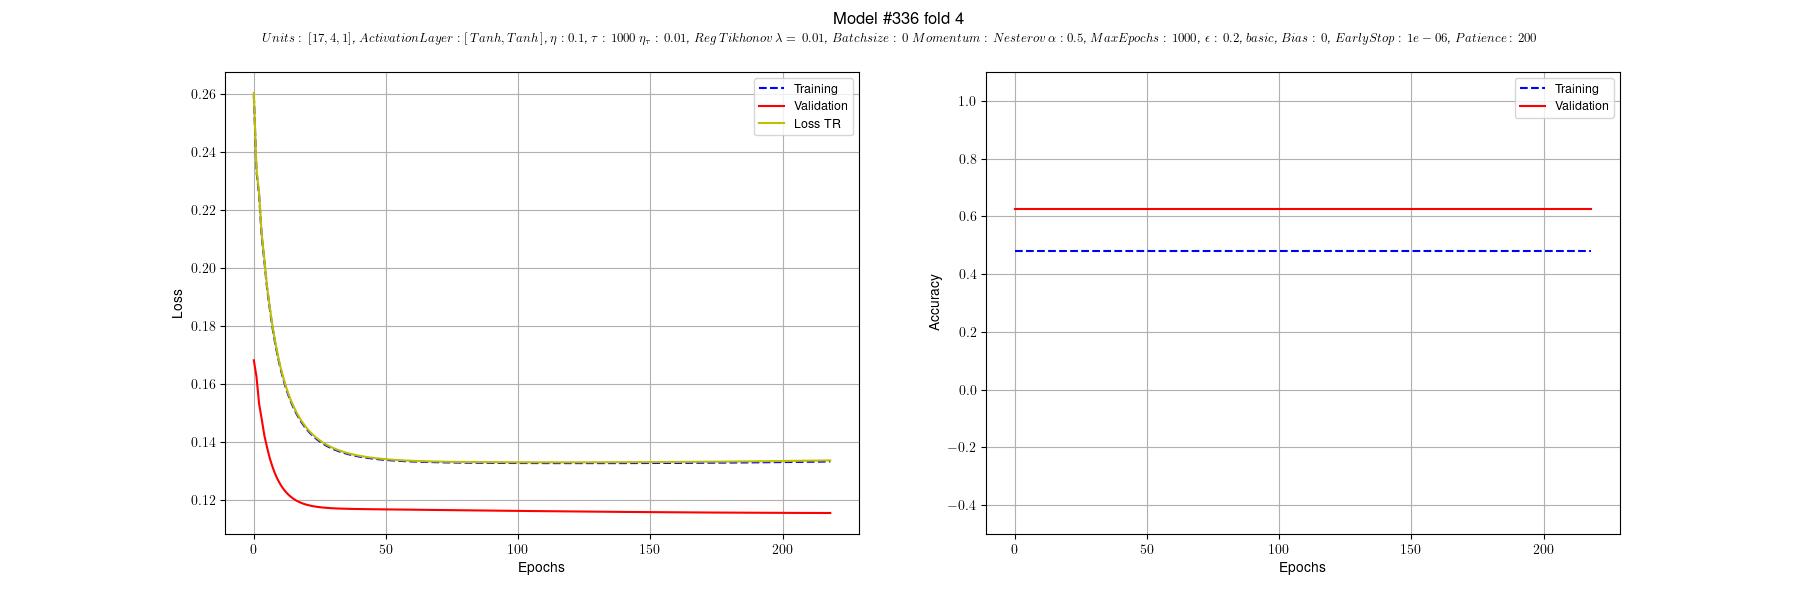 Model #336 fold 4
Units : [17, 4, 1], ActivationLayer : [Tanh, Tanh], η : 0.1, τ : 1000 ητ : 0.01, Reg Tikhonov λ = 0.01, Batchsize : 0 Momentum : Nesterov α : 0.5, MaxEpochs : 1000, ϵ : 0.2, basic, Bias : 0, EarlyStop : 1e − 06, Patience : 200
Training
Validation
Loss TR
0.26
0.24
0.22
0.20
0.18
0.16
0.14
0.12
Loss
0 50 100 150 200
Epochs
Training
Validation
1.0
0.8
0.6
0.4
0.2
0.0
−0.2
−0.4
Accuracy
0 50 100 150 200
Epochs